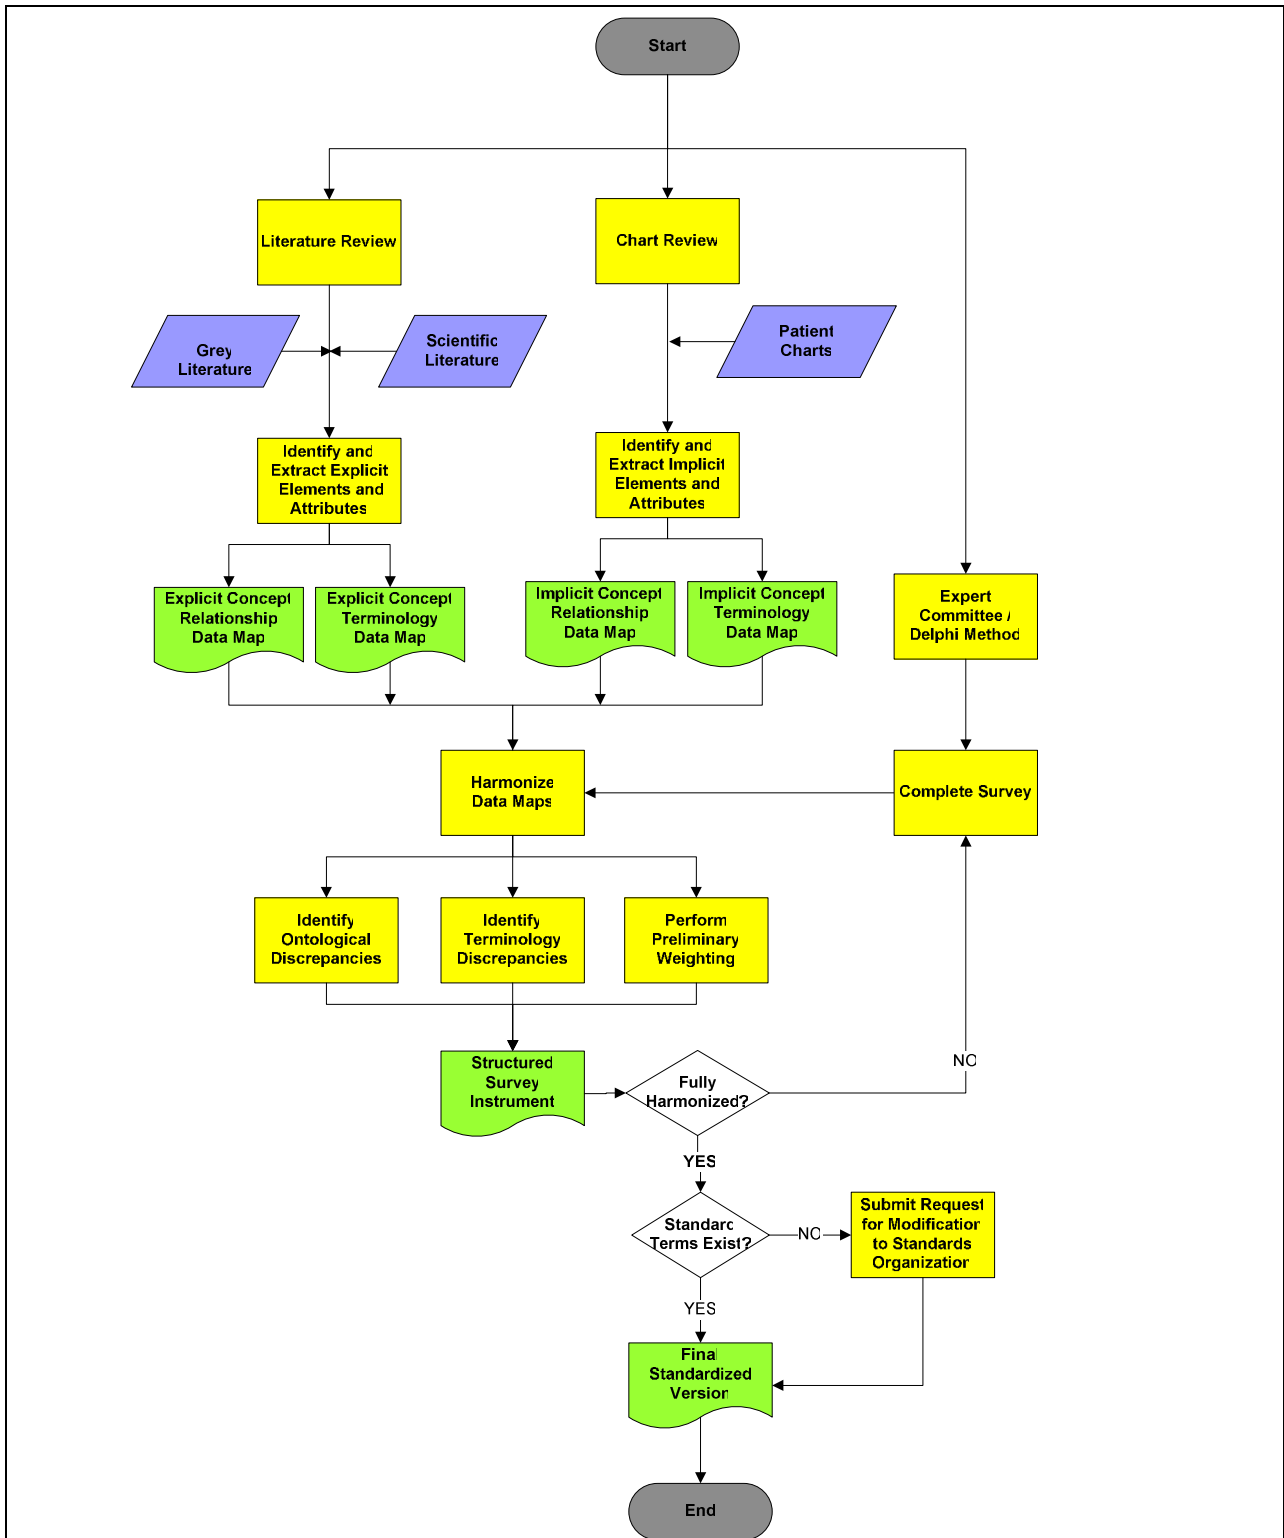 Start
Literature Review
Chart Review
Grey
Literature
Scientific
Literature
Patient
Charts
Identify and
Extract Explicit
Elements and
Attributes
Identify and
Extract Implicit
Elements and
Attributes
Explicit Concept
Relationship
Data Map
Explicit Concept
Terminology
Data Map
Implicit Concept
Relationship
Data Map
Implicit Concept
Terminology
Data Map
Expert
Committee /
Delphi Method
Harmonize
Data Maps
Complete Survey
Identify
Ontological
Discrepancies
Identify
Terminology
Discrepancies
Perform
Preliminary
Weighting
Structured
Survey
Instrument
Fully
Harmonized?
NO
YES
Standard
Terms Exist?
NO
Submit Request
for Modification
to Standards
Organization
YES
Final
Standardized
Version
End